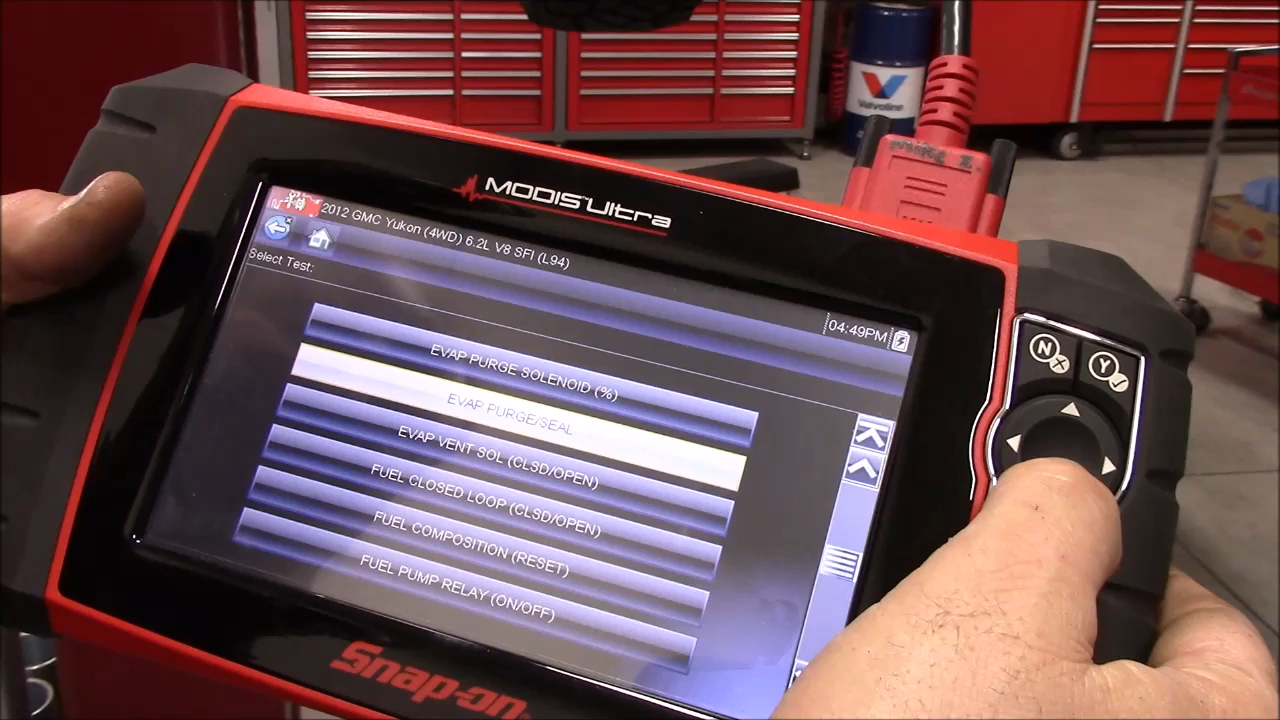 Valvoline
MODIS Ultra
2012 GMC Yukon (4WD) 6.2L V8 SFI (L94)
Select Test:
04:49PM
N
Y
EVAP PURGE SOLENOID (%)
EVAP PURGE/SEAL
EVAP VENT SOL (CLSD/OPEN)
FUEL CLOSED LOOP (CLSD/OPEN)
FUEL COMPOSITION (RESET)
FUEL PUMP RELAY (ON/OFF)
Snap-on